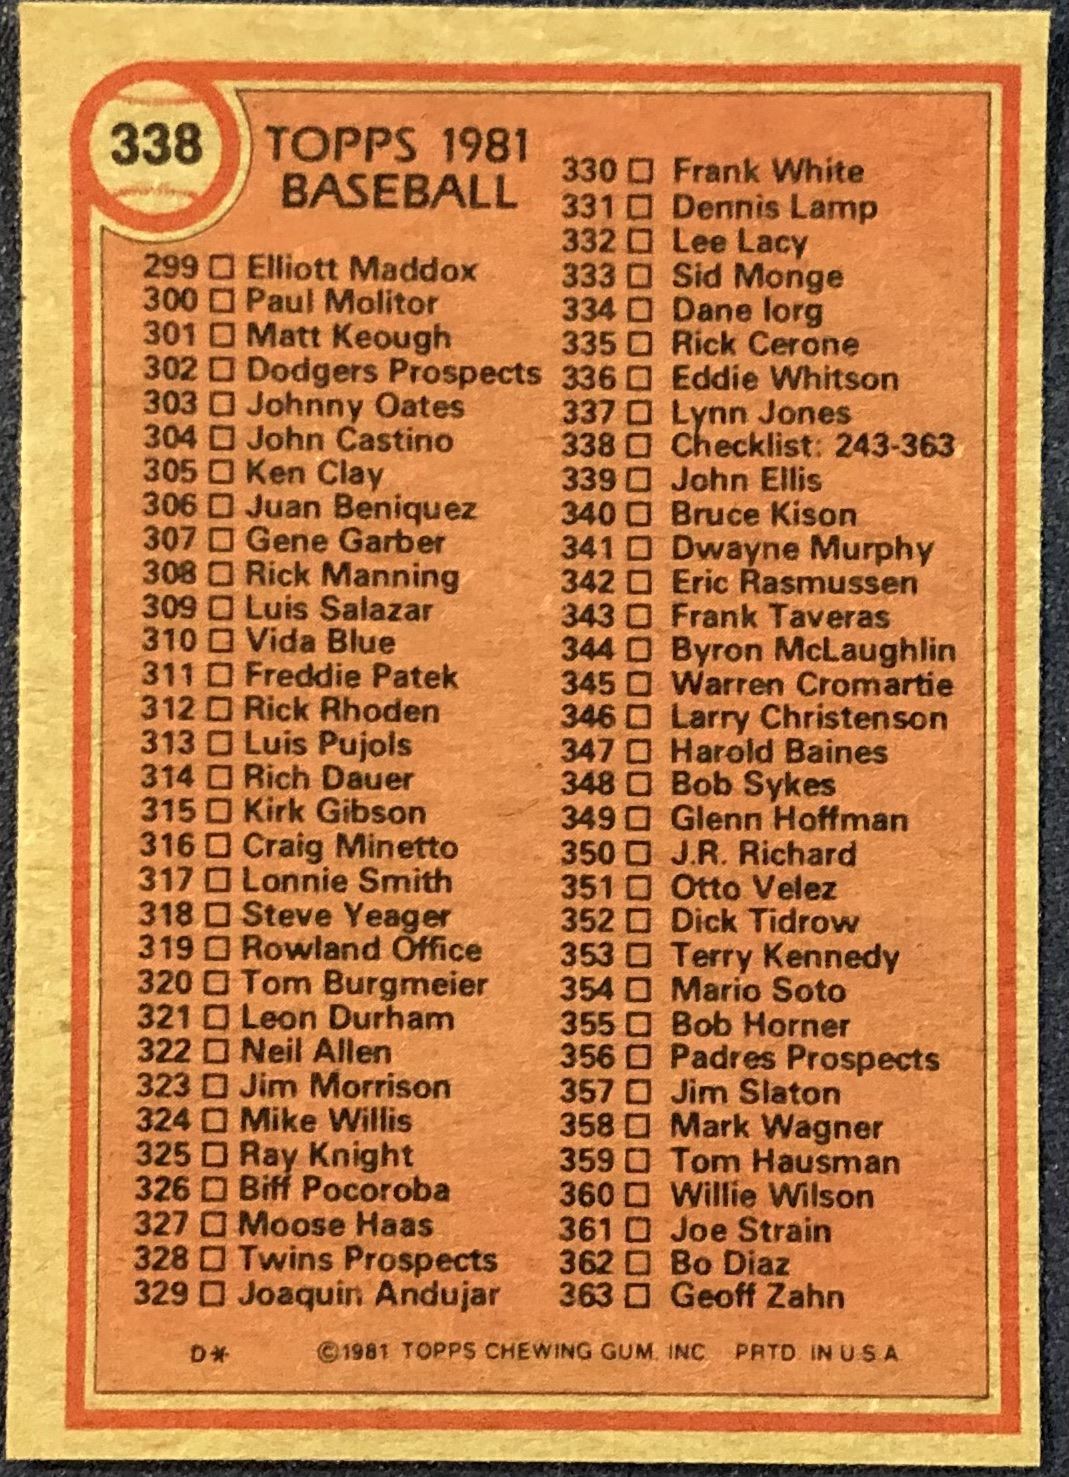 338
TOPPS 1981
BASEBALL
299 □ Elliott Maddox
300 □ Paul Molitor
301 □ Matt Keough
302 □ Dodgers Prospects
303 □ Johnny Oates
304 □ John Castino
305 □ Ken Clay
306 □ Juan Beniquez
307 □ Gene Garber
308 □ Rick Manning
309 □ Luis Salazar
310 □ Vida Blue
311 □ Freddie Patek
312 □ Rick Rhoden
313 □ Luis Pujols
314 □ Rich Dauer
315 □ Kirk Gibson
316 □ Craig Minetto
317 □ Lonnie Smith
318 □ Steve Yeager
319 □ Rowland Office
320 □ Tom Burgmeier
321 □ Leon Durham
322 □ Neil Allen
323 □ Jim Morrison
324 □ Mike Willis
325 □ Ray Knight
326 □ Biff Pocoroba
327 □ Moose Haas
328 □ Twins Prospects
329 □ Joaquin Andujar
330 □ Frank White
331 □ Dennis Lamp
332 □ Lee Lacy
333 □ Sid Monge
334 □ Dane Iorg
335 □ Rick Cerone
336 □ Eddie Whitson
337 □ Lynn Jones
338 □ Checklist: 243-363
339 □ John Ellis
340 □ Bruce Kison
341 □ Dwayne Murphy
342 □ Eric Rasmussen
343 □ Frank Taveras
344 □ Byron McLaughlin
345 □ Warren Cromartie
346 □ Larry Christenson
347 □ Harold Baines
348 □ Bob Sykes
349 □ Glenn Hoffman
350 □ J.R. Richard
351 □ Otto Velez
352 □ Dick Tidrow
353 □ Terry Kennedy
354 □ Mario Soto
355 □ Bob Horner
356 □ Padres Prospects
357 □ Jim Slaton
358 □ Mark Wagner
359 □ Tom Hausman
360 □ Willie Wilson
361 □ Joe Strain
362 □ Bo Diaz
363 □ Geoff Zahn
D* ©1981 TOPPS CHEWING GUM, INC. PRTD. IN U.S.A.